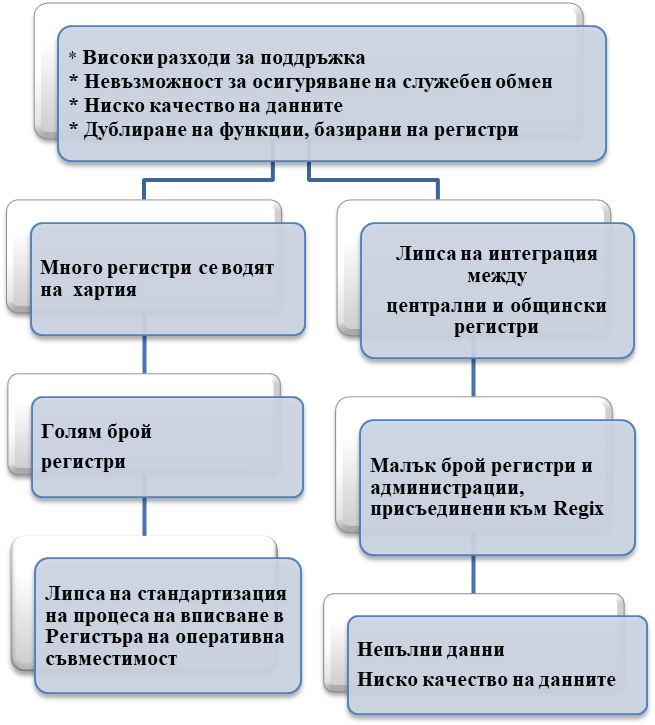 * Високи разходи за поддръжка
* Невъзможност за осигуряване на служебен обмен
* Ниско качество на данните
* Дублиране на функции, базирани на регистри
Много регистри се водят
на хартия
Липса на интеграция
между
централни и общински
регистри
Голям брой
регистри
Малък брой регистри и
администрации,
присъединени към Regix
Липса на стандартизация
на процеса на вписване в
Регистъра на оперативна
съвместимост
Непълни данни
Ниско качество на данните